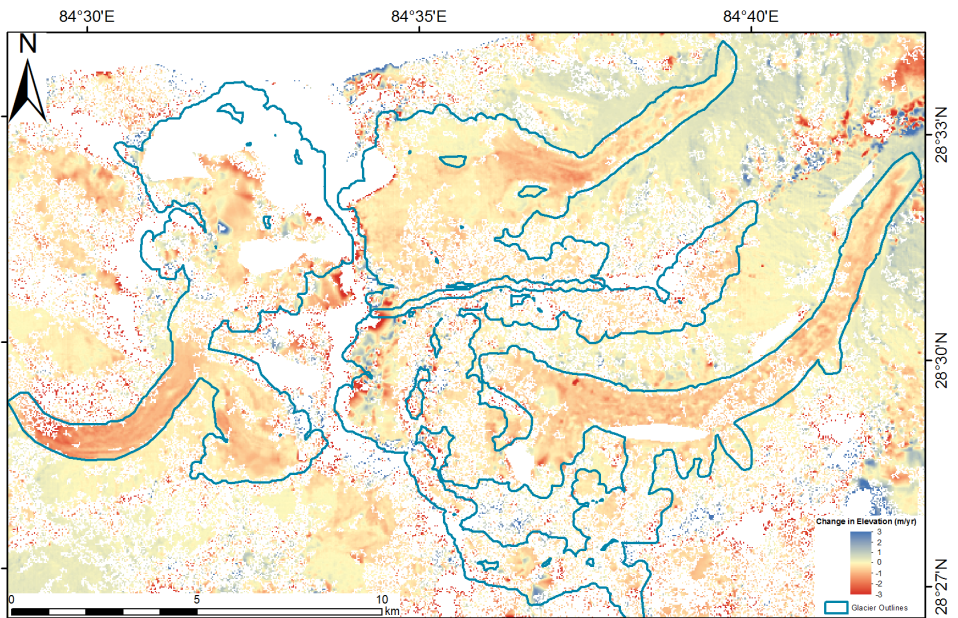 84°30'E 84°35'E 84°40'E
N
28°33'N
28°30'N
28°27'N
Change in Elevation (m/yr)
3
2
1
0
-1
-2
-3
Glacier Outlines
0 5 10
km